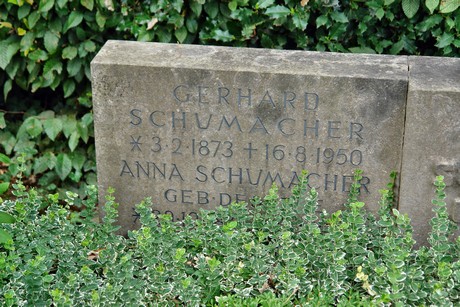 GERHARD
SCHUMACHER
*3·2·1873 †16·8·1950
ANNA SCHUMACHER
GEB·